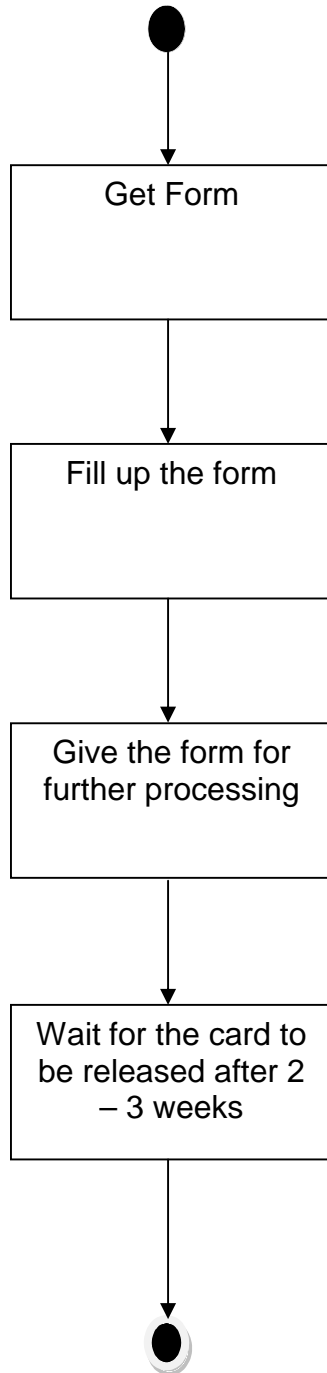 Get Form
Fill up the form
Give the form for
further processing
Wait for the card to
be released after 2
– 3 weeks